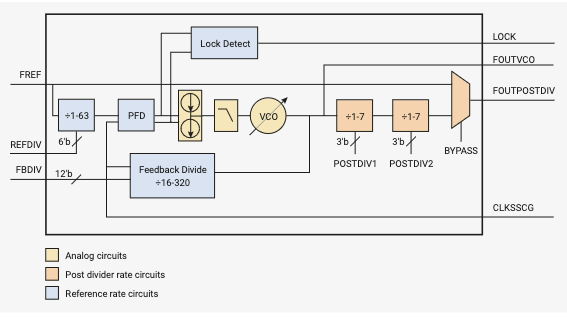 LOCK
Lock Detect
FOUTVCO
FREF
FOUTPOSTDIV
÷1-63
PFD
VCO
÷1-7
÷1-7
REFDIV
6'b
3'b
3'b
BYPASS
POSTDIV1
POSTDIV2
FBDIV
12'b
Feedback Divide
÷16-320
CLKSSCG
Analog circuits
Post divider rate circuits
Reference rate circuits